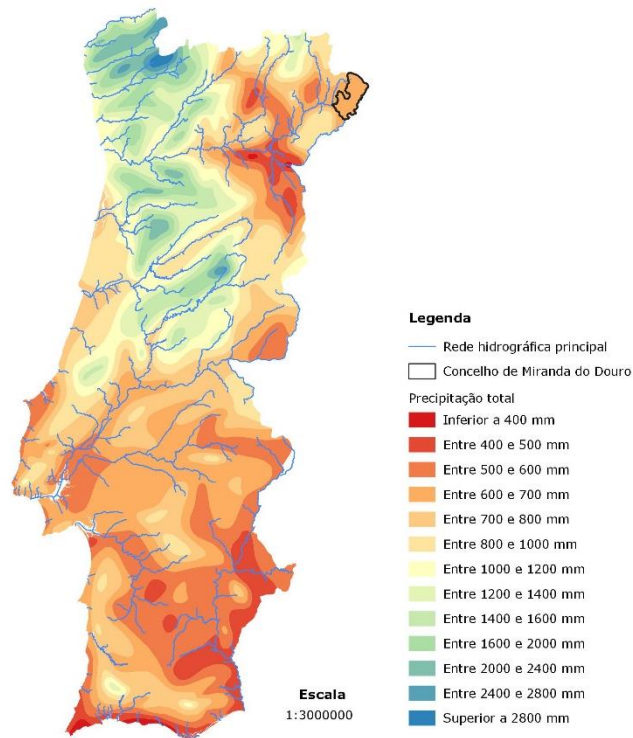 Legenda
Rede hidrográfica principal
Concelho de Miranda do Douro
Precipitação total
Inferior a 400 mm
Entre 400 e 500 mm
Entre 500 e 600 mm
Entre 600 e 700 mm
Entre 700 e 800 mm
Entre 800 e 1000 mm
Entre 1000 e 1200 mm
Entre 1200 e 1400 mm
Entre 1400 e 1600 mm
Entre 1600 e 2000 mm
Entre 2000 e 2400 mm
Entre 2400 e 2800 mm
Superior a 2800 mm
Escala
1:3000000